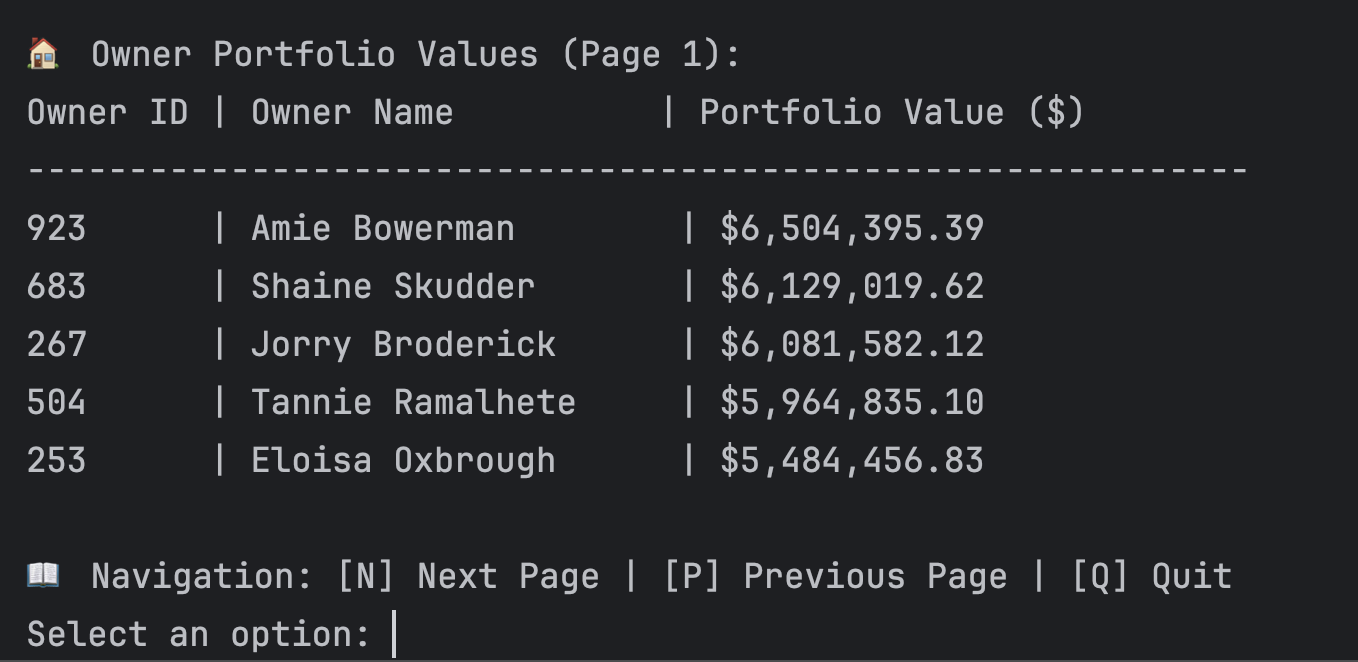 🏠 Owner Portfolio Values (Page 1):
Owner ID | Owner Name          | Portfolio Value ($)
------------------------------------------------------------
923      | Amie Bowerman        | $6,504,395.39
683      | Shaine Skudder       | $6,129,019.62
267      | Jorry Broderick      | $6,081,582.12
504      | Tannie Ramalhete     | $5,964,835.10
253      | Eloisa Oxbrough      | $5,484,456.83
📖 Navigation: [N] Next Page | [P] Previous Page | [Q] Quit
Select an option: